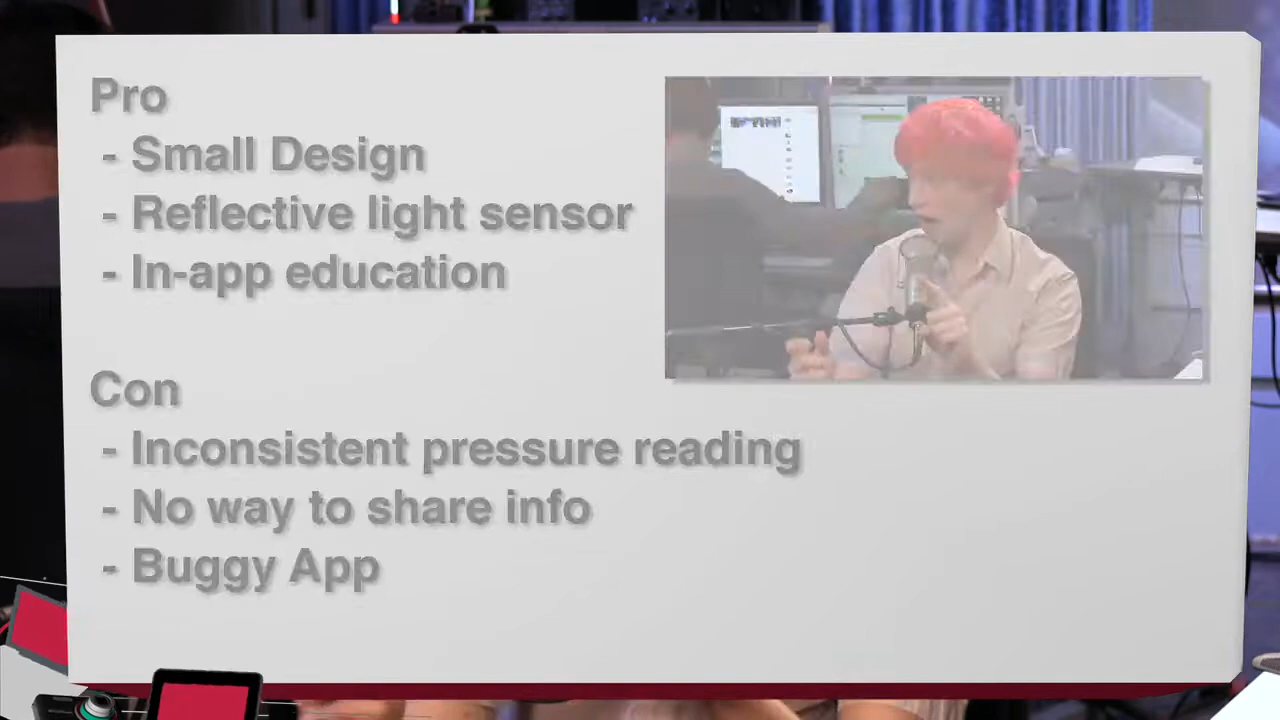 Pro
- Small Design
- Reflective light sensor
- In-app education
Con
- Inconsistent pressure reading
- No way to share info
- Buggy App